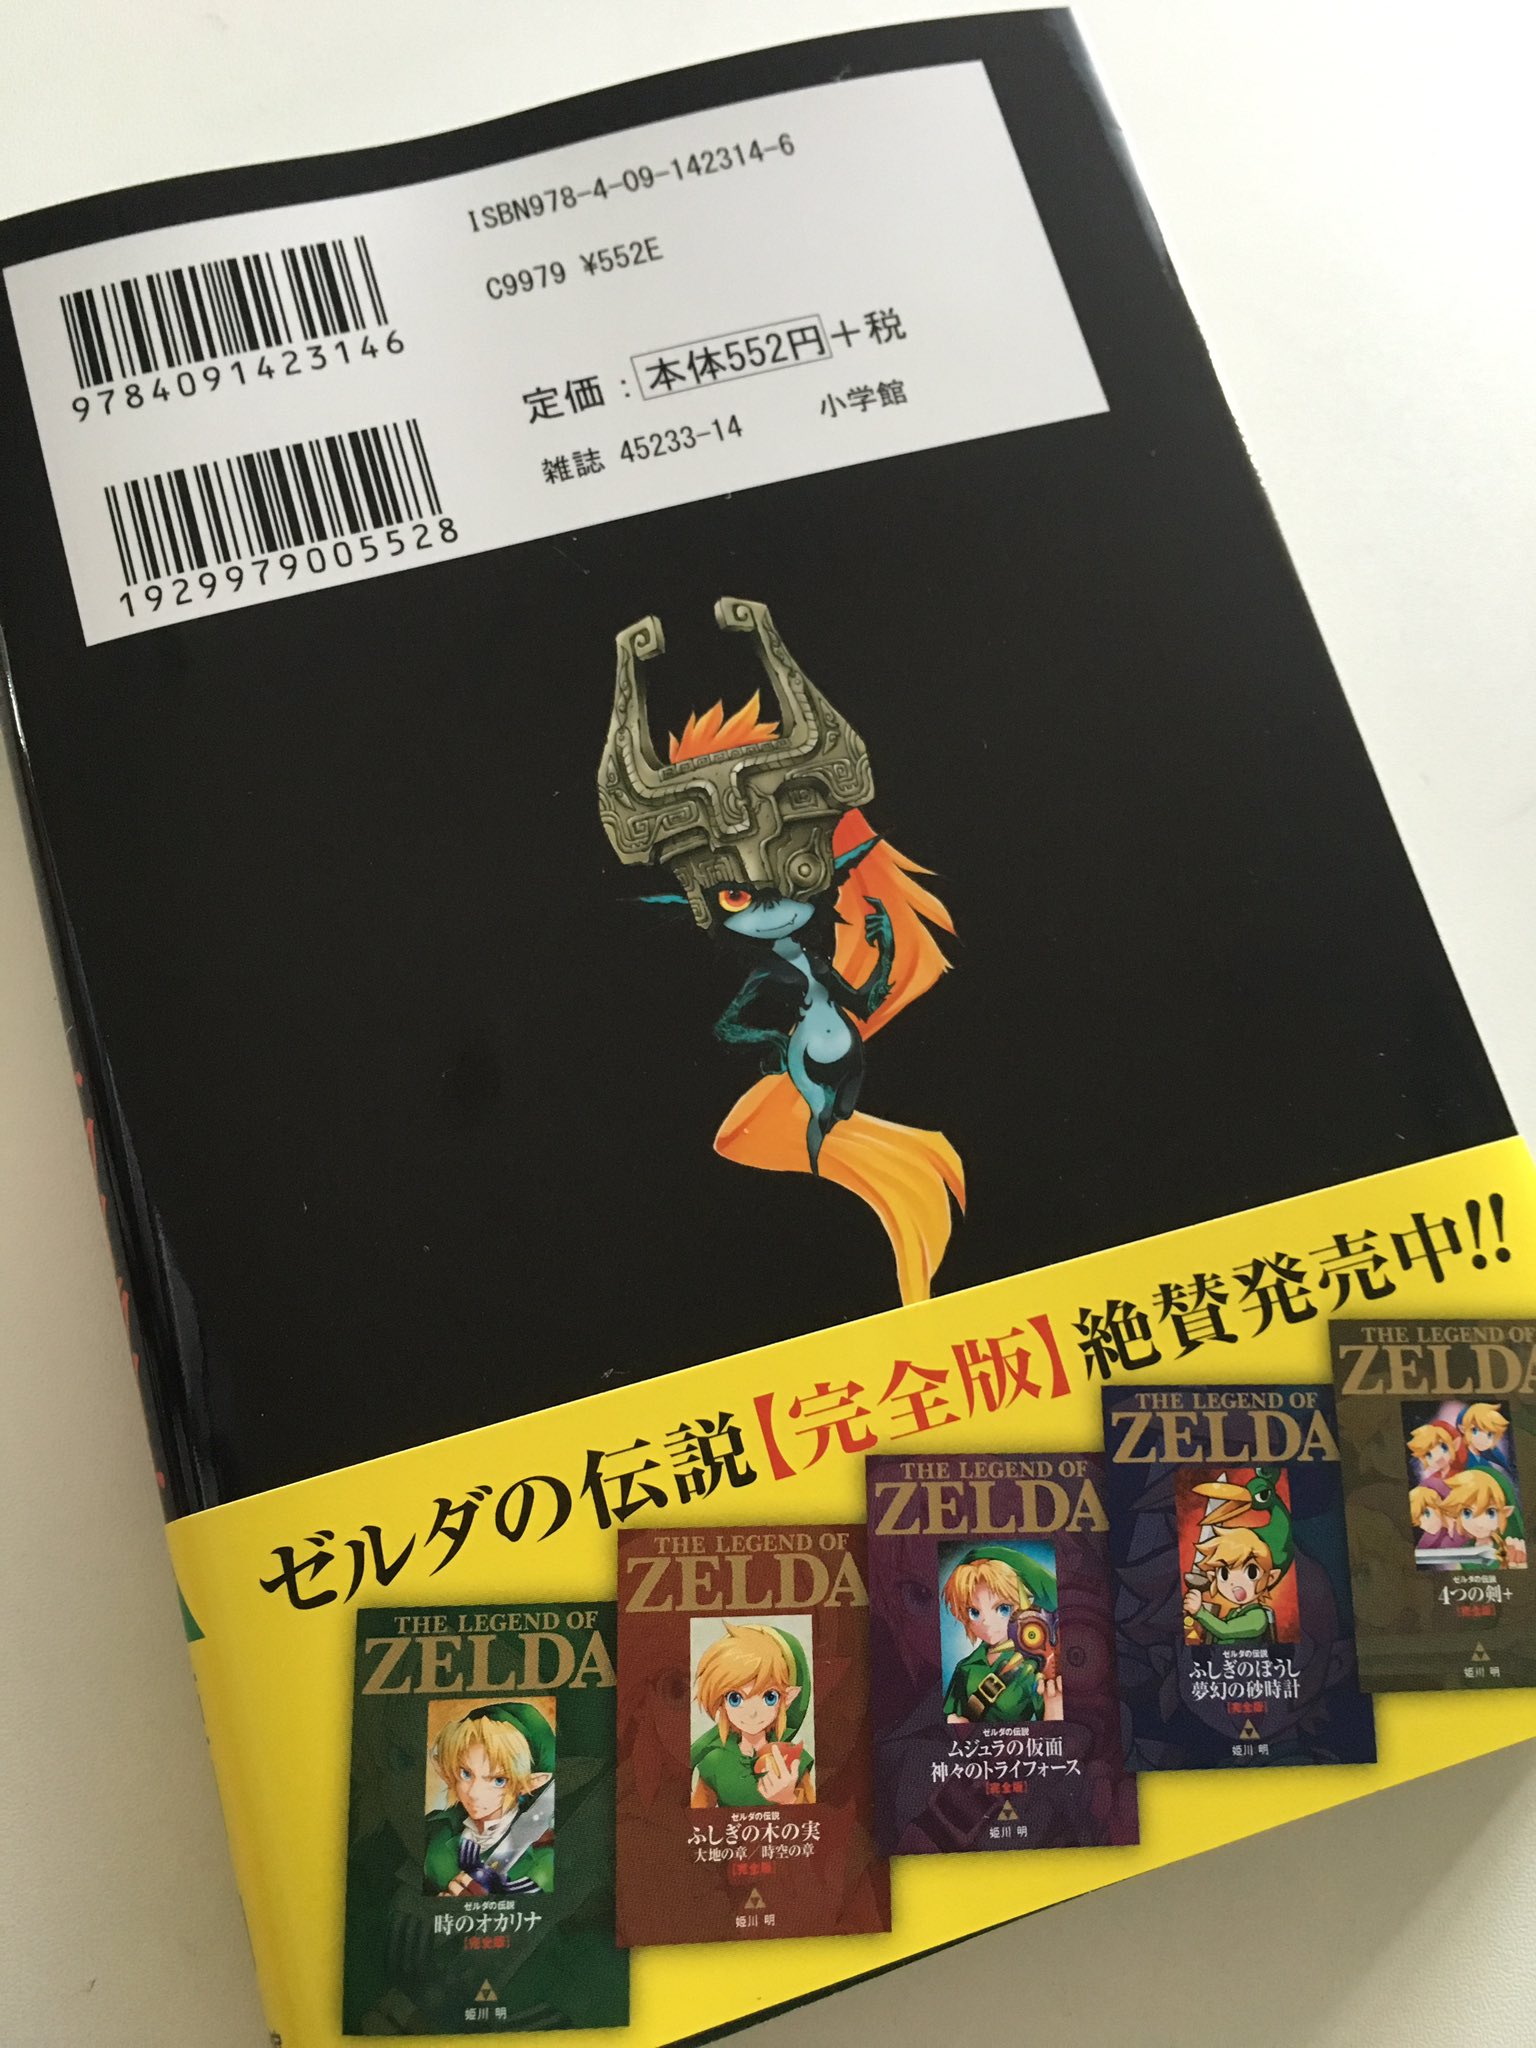 ISBN978-4-09-142314-6
C9979 ¥552E
定価：本体552円＋税
雑誌 45233-14 小学館
9784091423146
1929979005528
ゼルダの伝説【完全版】絶賛発売中!!
THE LEGEND OF
ZELDA
ゼルダの伝説
時のオカリナ
［完全版］
姫川 明
THE LEGEND OF
ZELDA
ゼルダの伝説
ふしぎの木の実
大地の章／時空の章
［完全版］
姫川 明
THE LEGEND OF
ZELDA
ゼルダの伝説
ムジュラの仮面
神々のトライフォース
［完全版］
姫川 明
THE LEGEND OF
ZELDA
ゼルダの伝説
ふしぎのぼうし
夢幻の砂時計
［完全版］
姫川 明
THE LEGEND OF
ZELDA
ゼルダの伝説
4つの剣+
［完全版］
姫川 明